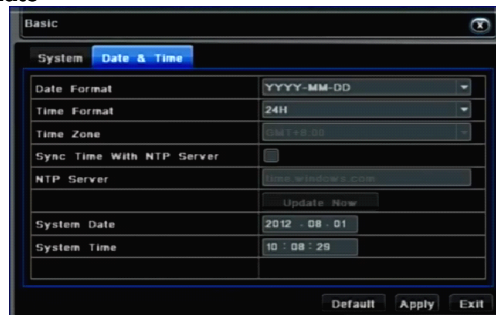 Basic
System Date & Time
Date Format YYYY-MM-DD
Time Format 24H
Time Zone GMT+8:00
Sync Time With NTP Server
NTP Server time.windows.com
Update Now
System Date 2012 - 08 - 01
System Time 10 : 08 : 29
Default Apply Exit